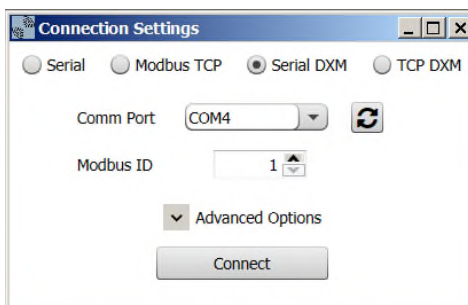 Connection Settings
Serial Modbus TCP Serial DXM TCP DXM
Comm Port COM4
Modbus ID 1
Advanced Options
Connect